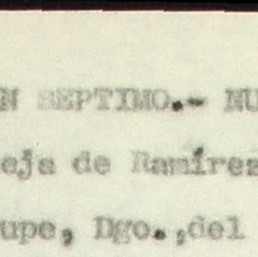 N SEPTIMO.- NU
eja de Ramírez
upe, Dgo.,del